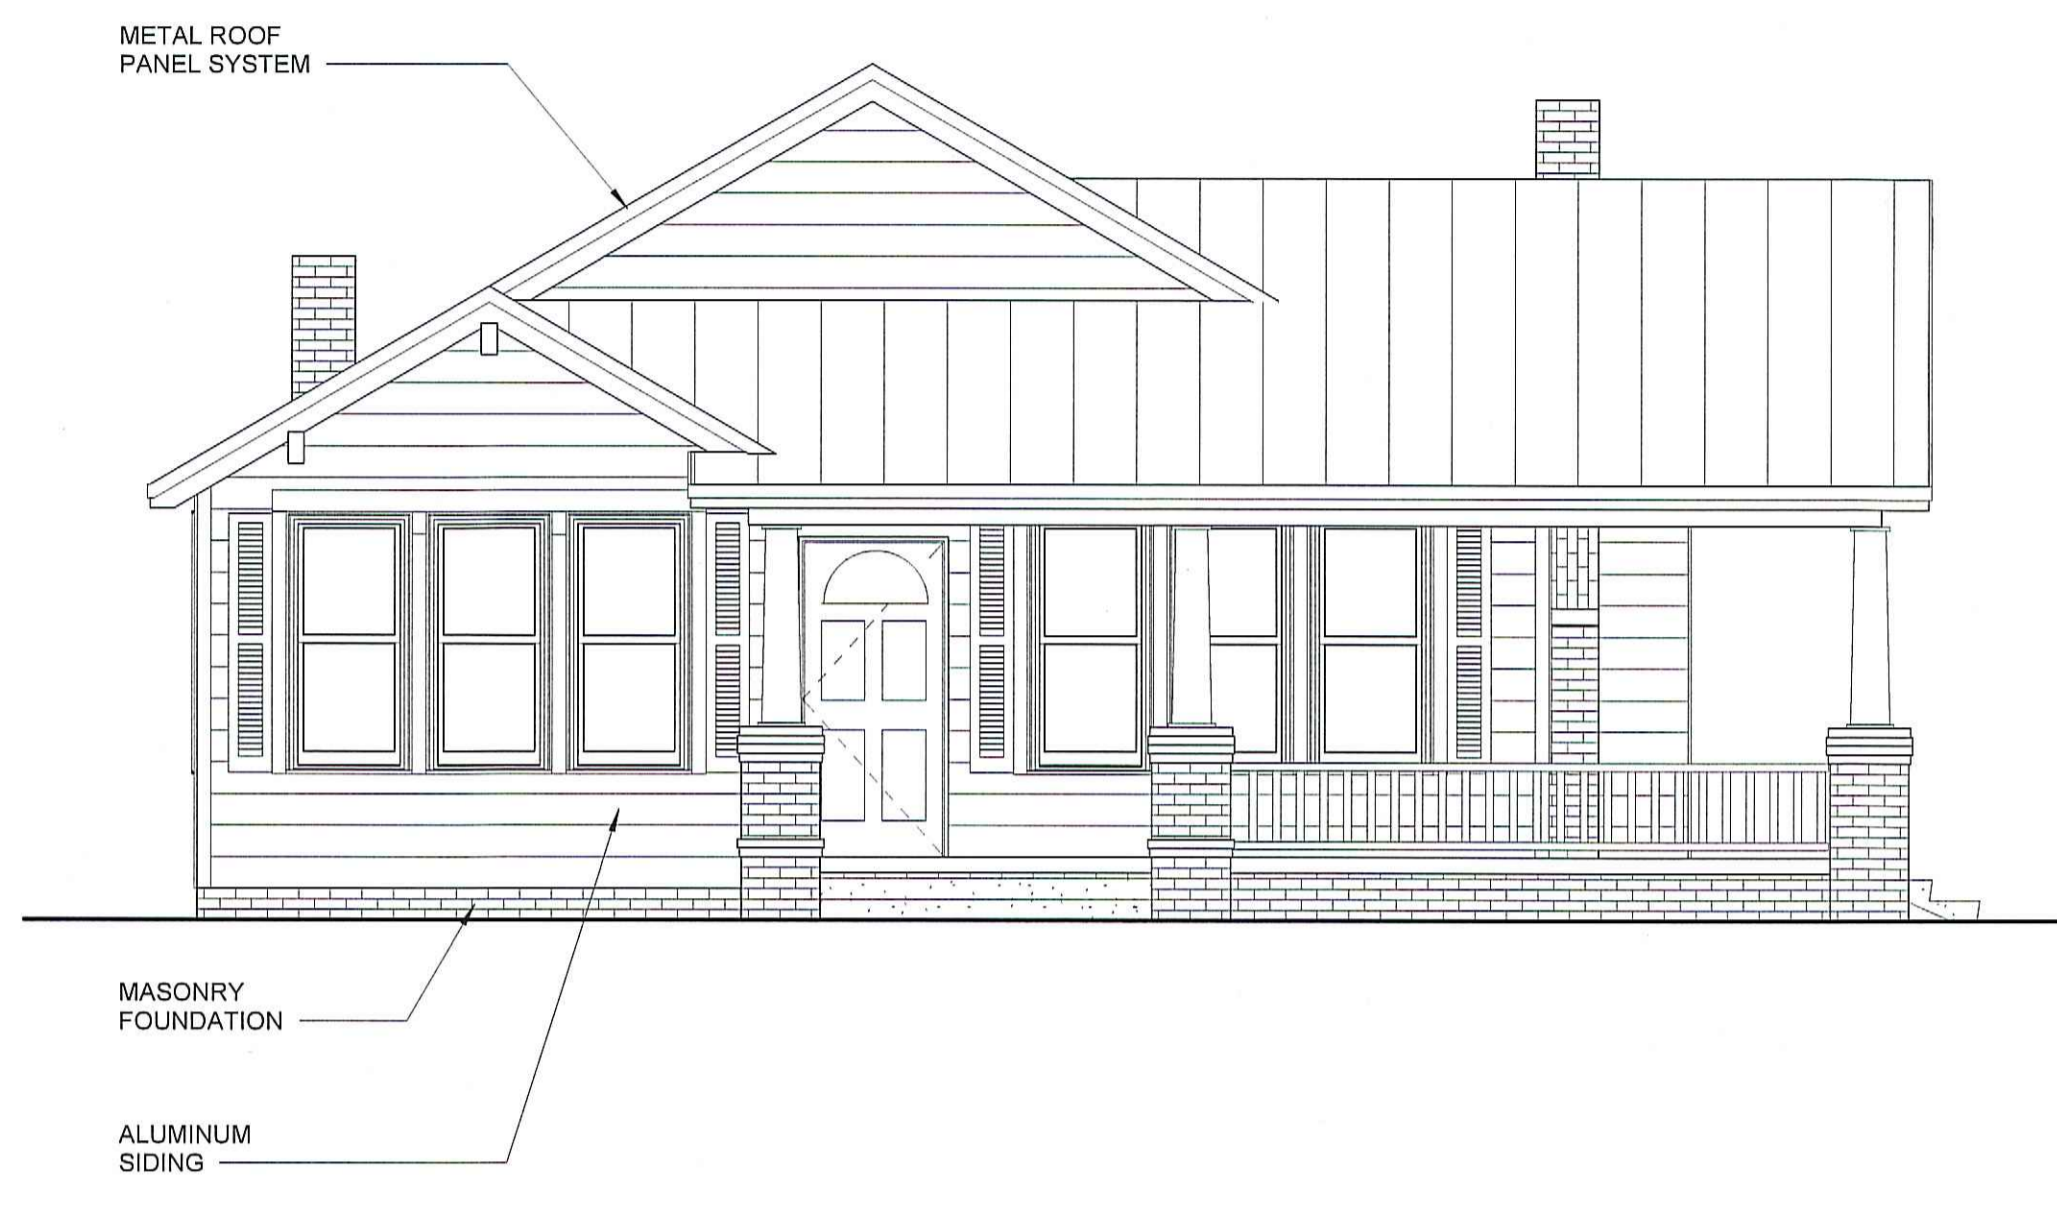 METAL ROOF
PANEL SYSTEM
MASONRY
FOUNDATION
ALUMINUM
SIDING